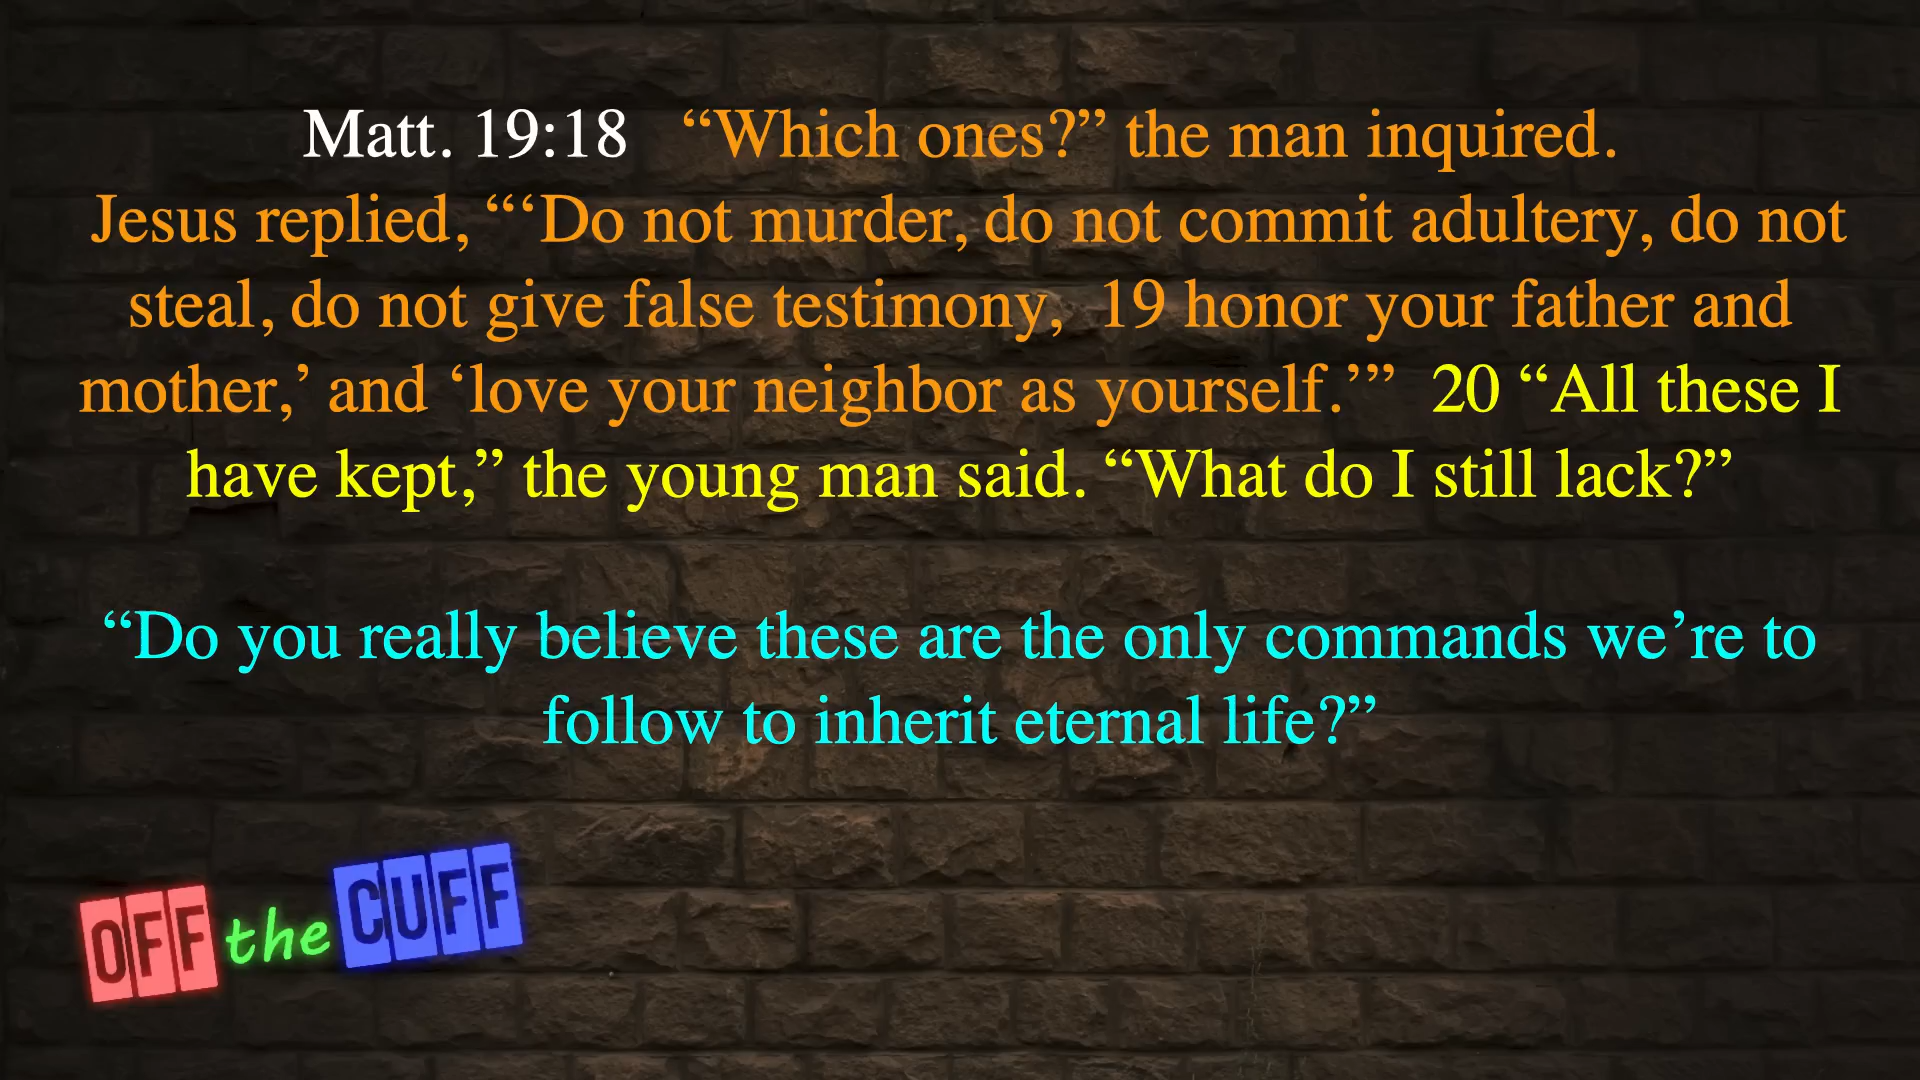 Matt. 19:18 “Which ones?” the man inquired.
Jesus replied, “‘Do not murder, do not commit adultery, do not
steal, do not give false testimony, 19 honor your father and
mother,’ and ‘love your neighbor as yourself.’” 20 “All these I
have kept,” the young man said. “What do I still lack?”
“Do you really believe these are the only commands we’re to
follow to inherit eternal life?”
OFF the CUFF